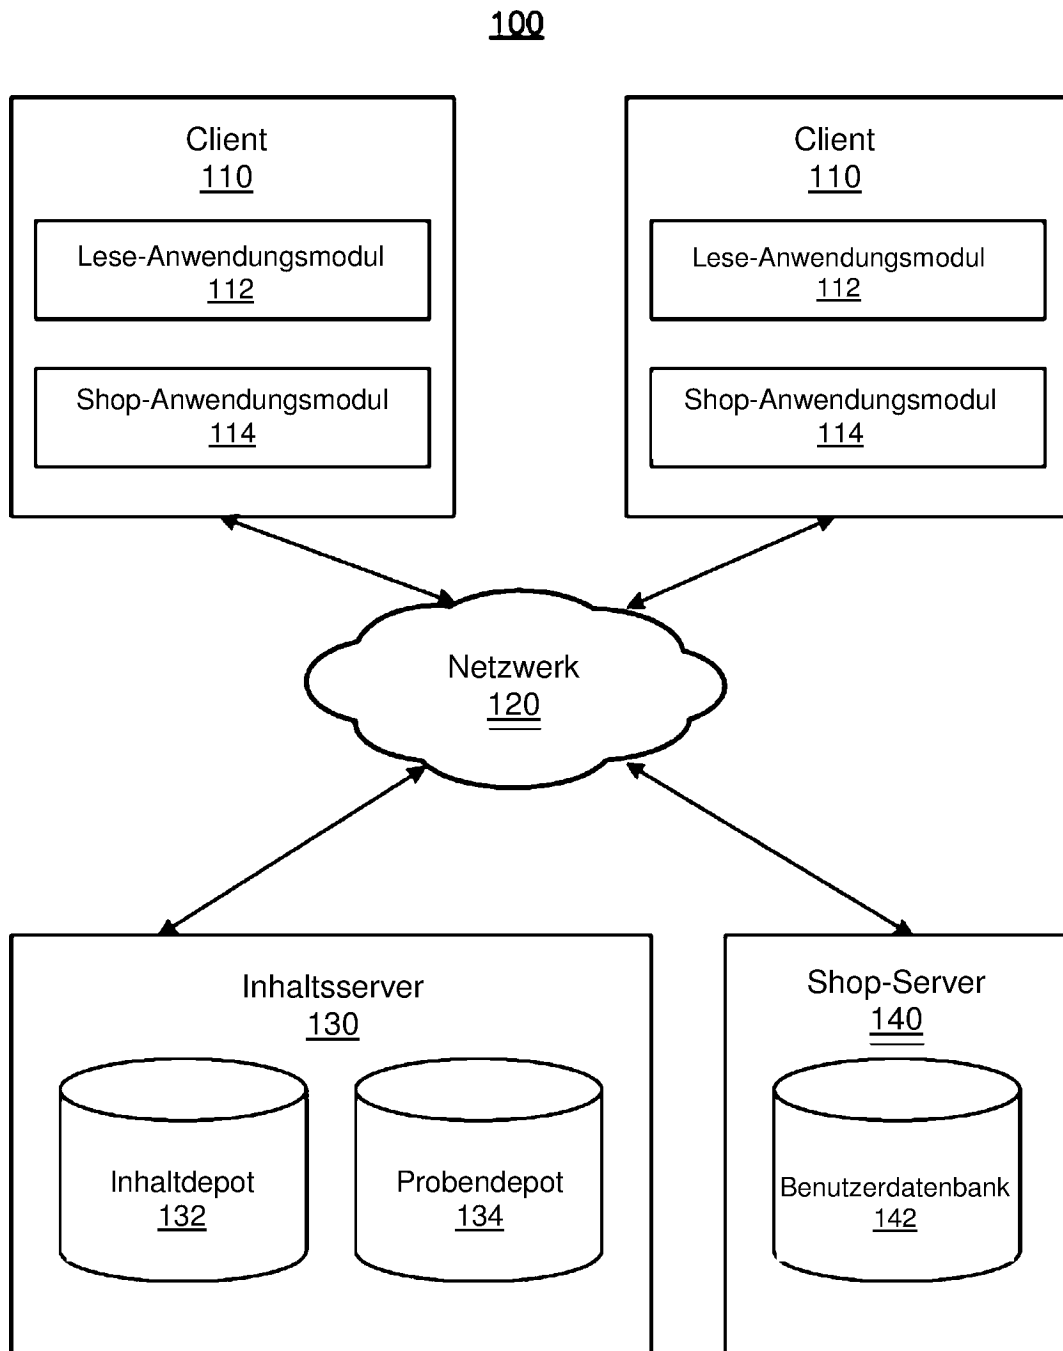 100
Client
110
Lese-Anwendungsmodul
112
Shop-Anwendungsmodul
114
Client
110
Lese-Anwendungsmodul
112
Shop-Anwendungsmodul
114
Netzwerk
120
Inhaltsserver
130
Inhaltdepot
132
Probendepot
134
Shop-Server
140
Benutzerdatenbank
142